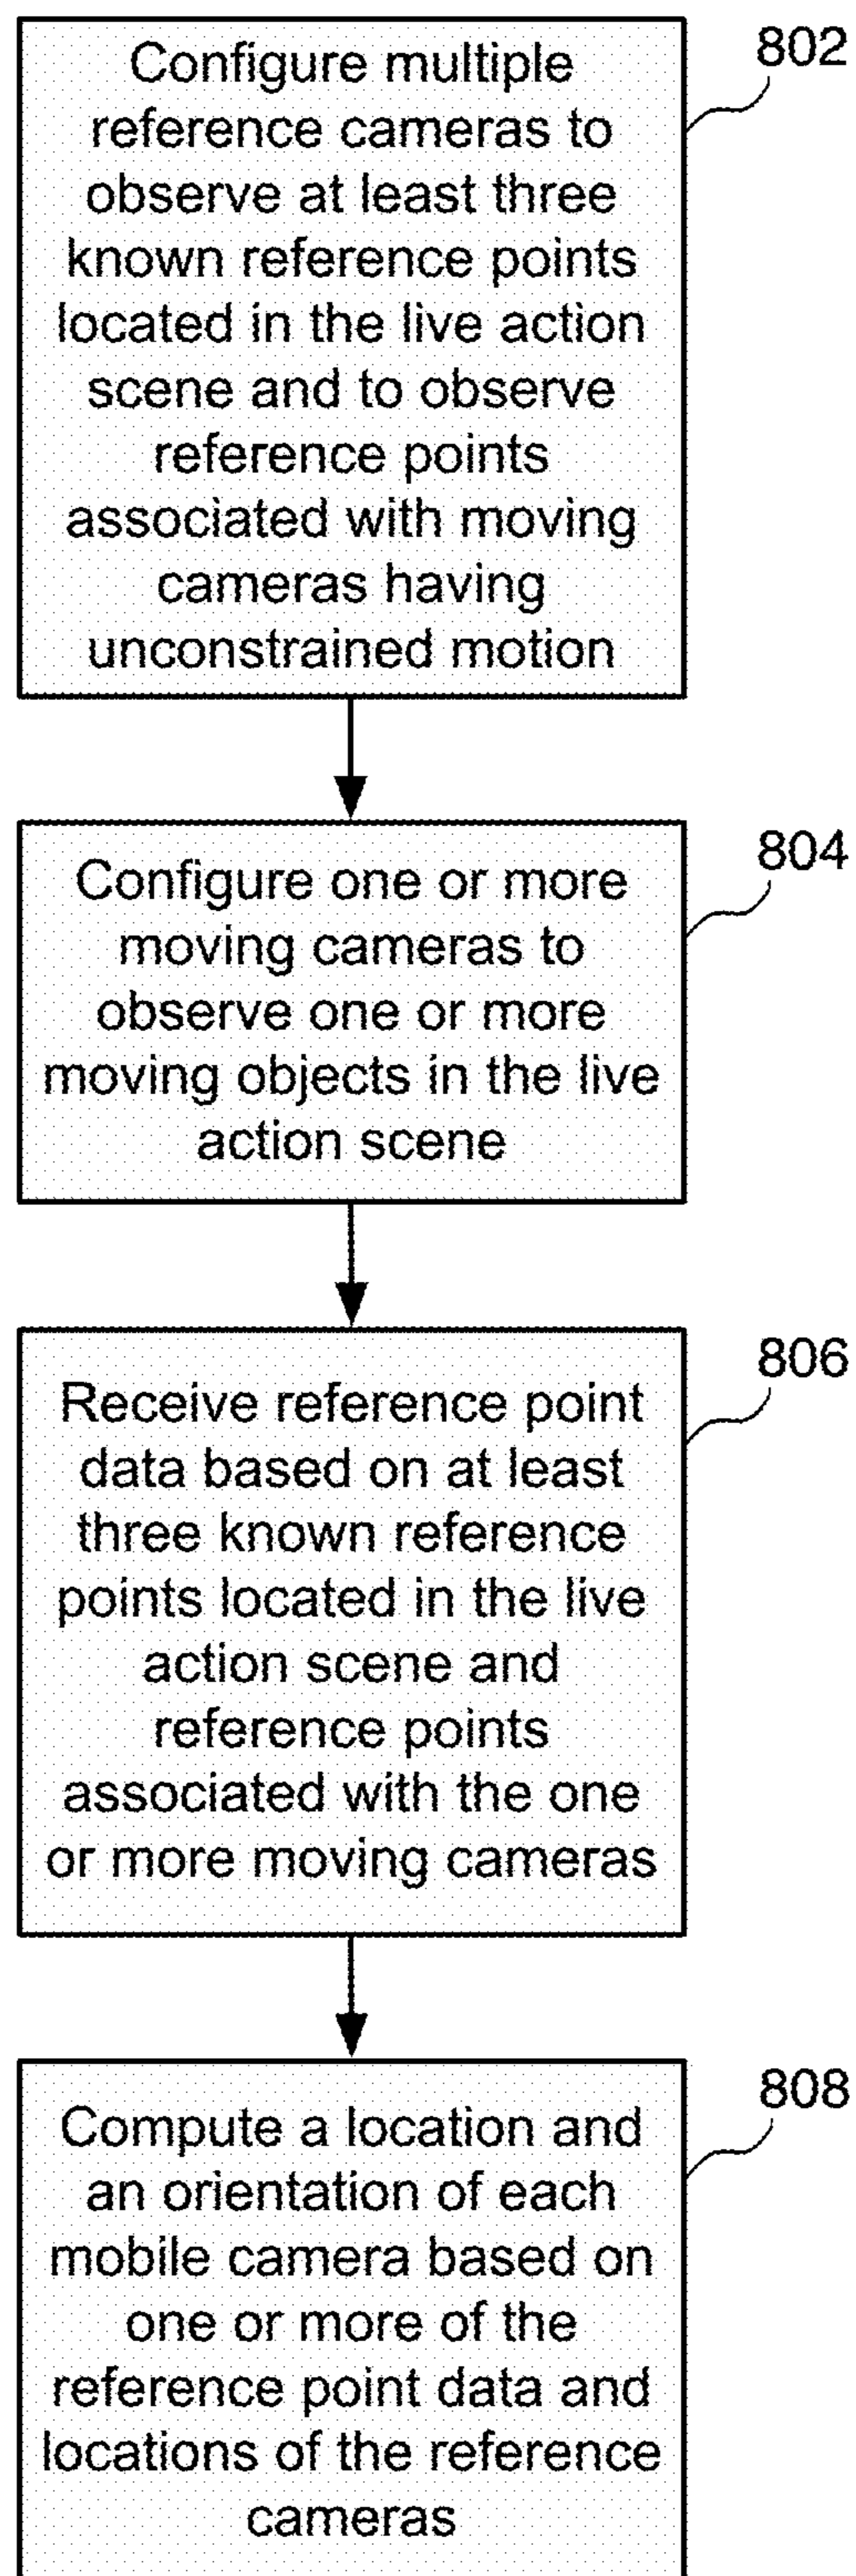 Configure multiple
reference cameras to
observe at least three
known reference points
located in the live action
scene and to observe
reference points
associated with moving
cameras having
unconstrained motion
802
Configure one or more
moving cameras to
observe one or more
moving objects in the live
action scene
804
Receive reference point
data based on at least
three known reference
points located in the live
action scene and
reference points
associated with the one
or more moving cameras
806
Compute a location and
an orientation of each
mobile camera based on
one or more of the
reference point data and
locations of the reference
cameras
808